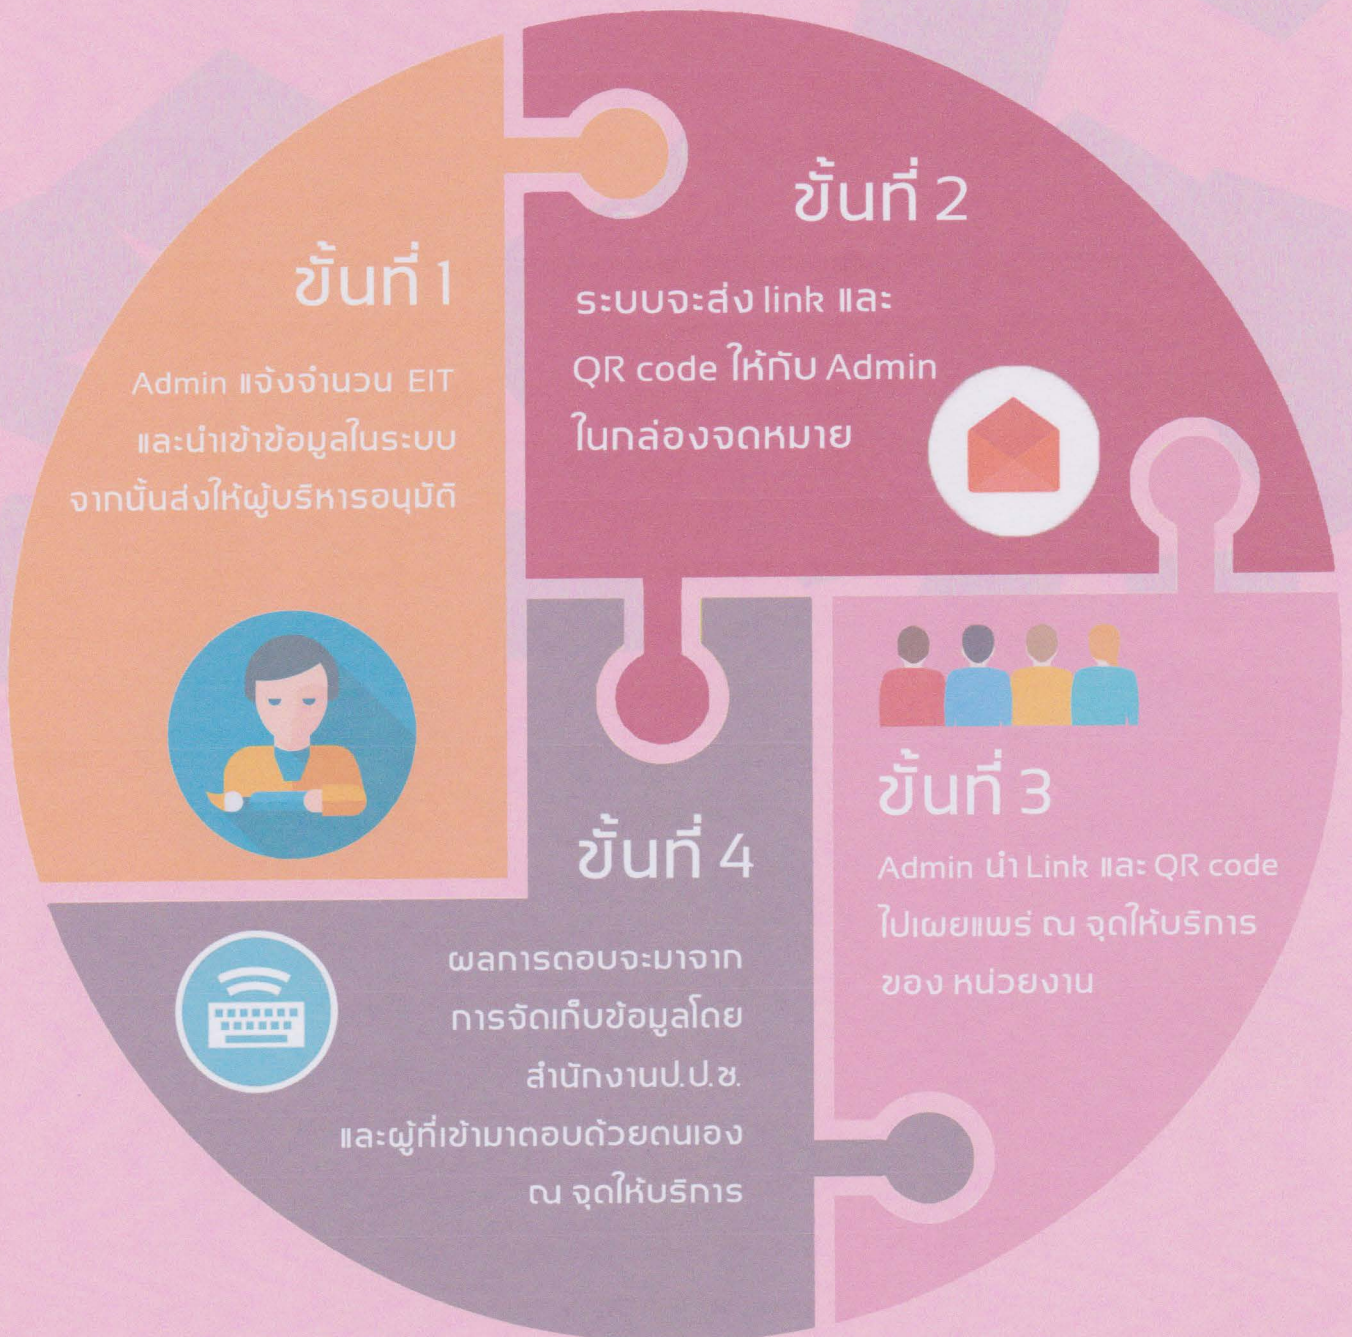 ขั้นที่ 1
Admin แจ้งจำนวน EIT
และนำเข้าข้อมูลในระบบ
จากนั้นส่งให้ผู้บริหารอนุมัติ
ขั้นที่ 2
ระบบจะส่ง link และ
QR code ให้กับ Admin
ในกล่องจดหมาย
ขั้นที่ 3
Admin นำ Link และ QR code
ไปเผยแพร่ ณ จุดให้บริการ
ของ หน่วยงาน
ขั้นที่ 4
ผลการตอบจะมาจาก
การจัดเก็บข้อมูลโดย
สำนักงานป.ป.ช.
และผู้ที่เข้ามาตอบด้วยตนเอง
ณ จุดให้บริการ